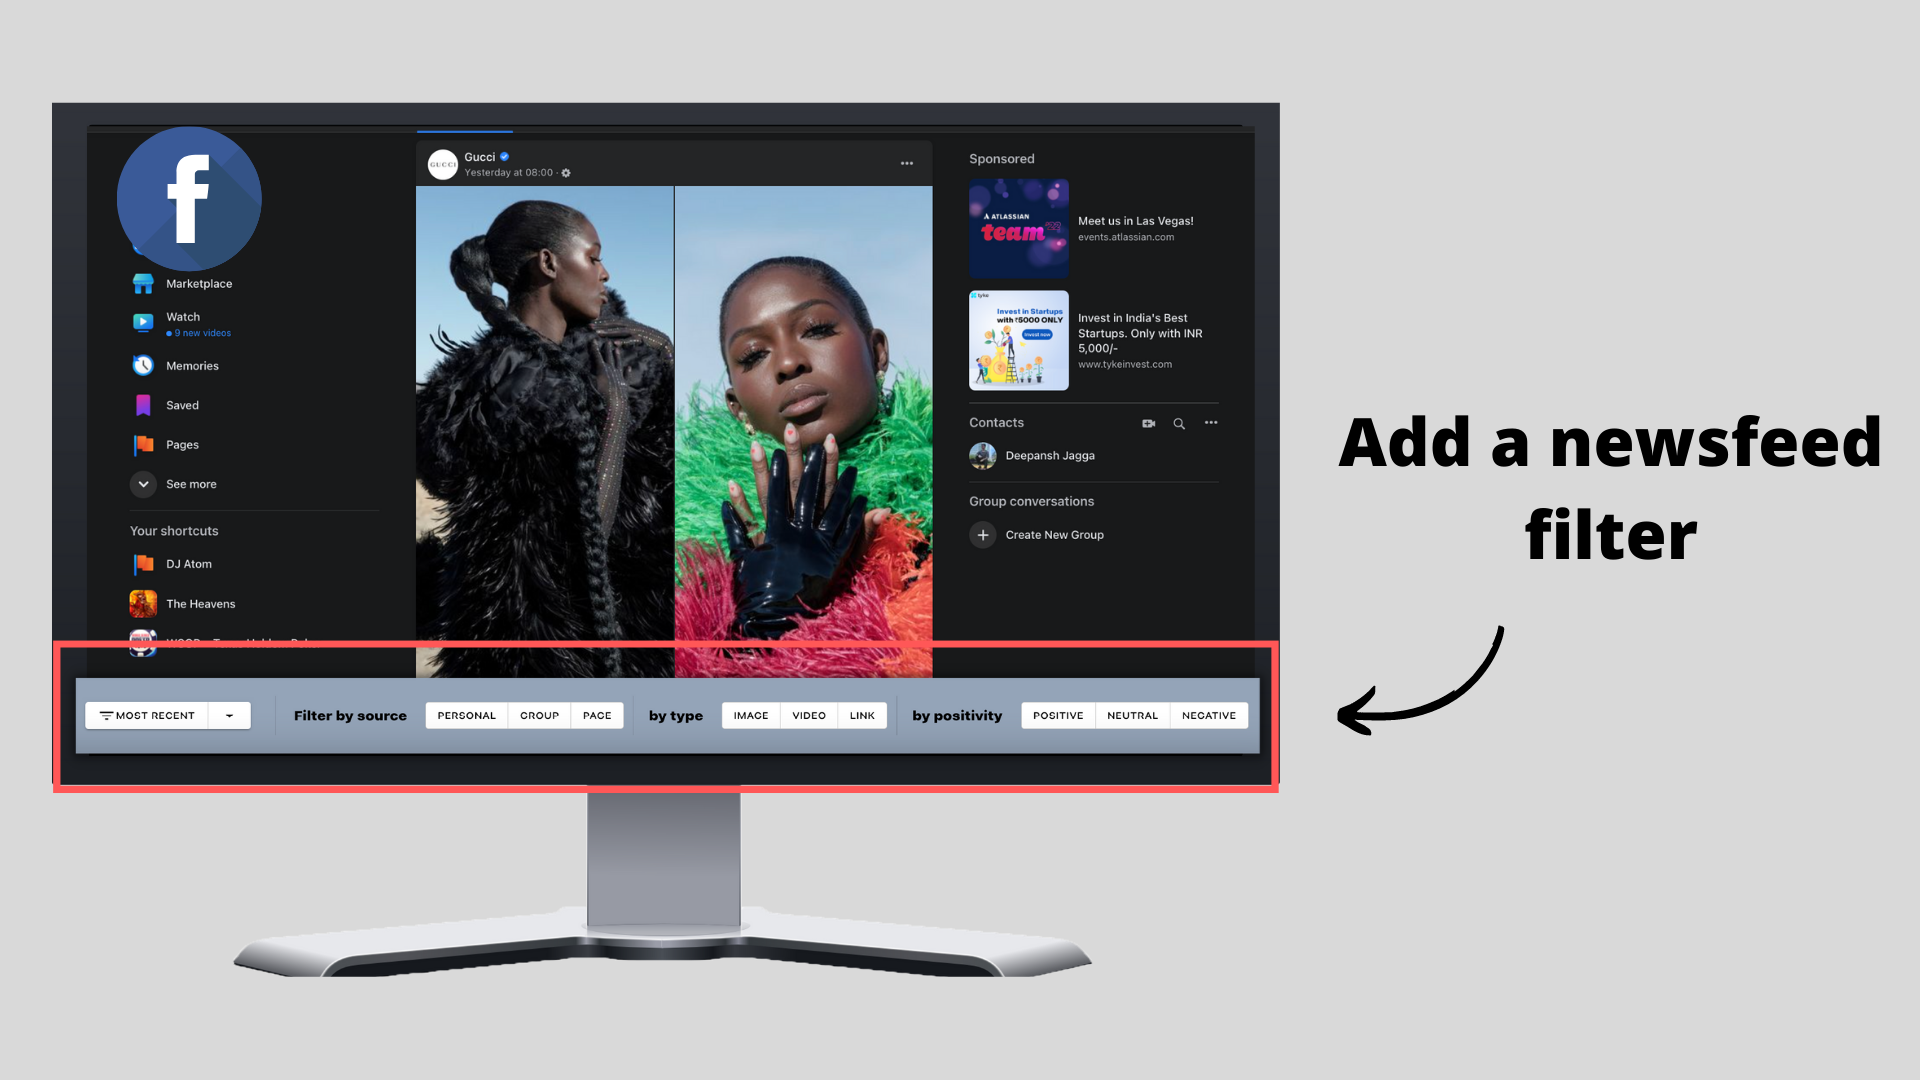 f
Marketplace
Watch
9 new videos
Memories
Saved
Pages
See more
Your shortcuts
DJ Atom
The Heavens
GUCCI
Gucci
Yesterday at 08:00 ·
Sponsored
ATLASSIAN
team
Meet us in Las Vegas!
events.atlassian.com
tyke
Invest in Startups
with ₹5000 ONLY
Invest now
Invest in India's Best
Startups. Only with INR
5,000/-
www.tykeinvest.com
Contacts
Deepansh Jagga
Group conversations
Create New Group
MOST RECENT
Filter by source
PERSONAL GROUP PAGE
by type
IMAGE VIDEO LINK
by positivity
POSITIVE NEUTRAL NEGATIVE
Add a newsfeed
filter